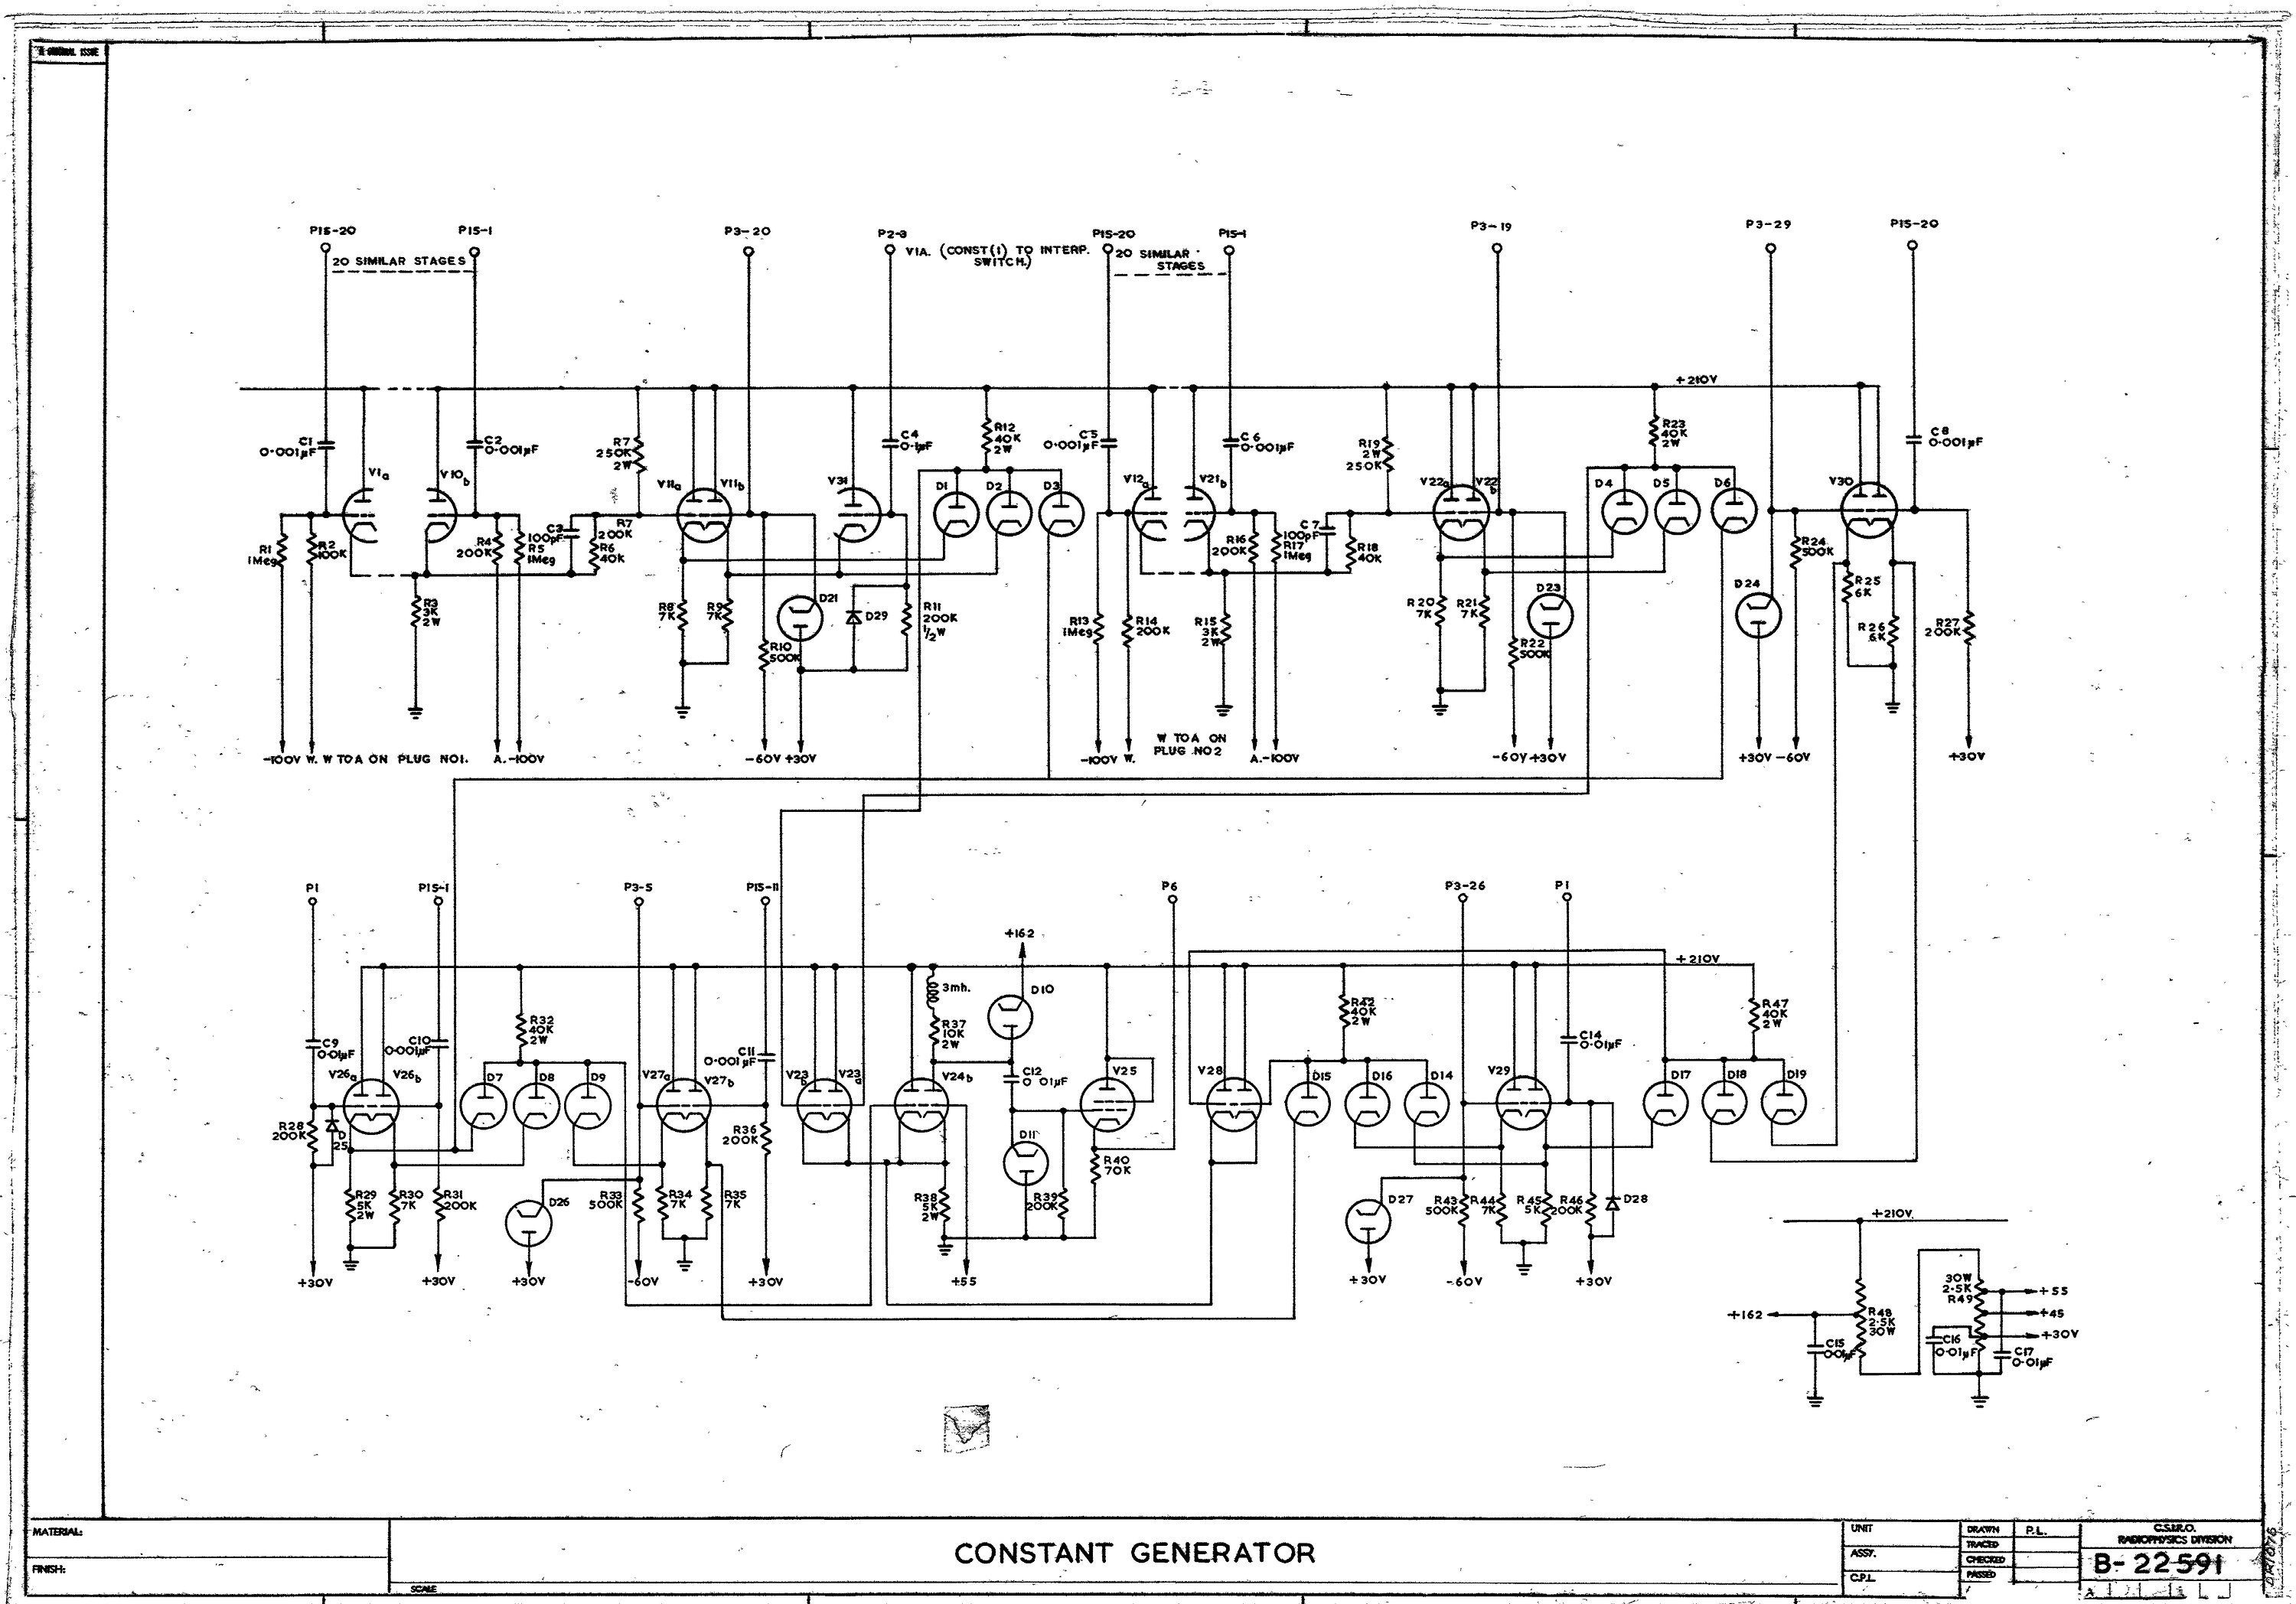 A ORIGINAL ISSUE
P15-20
P15-1
P3-20
P2-3
P15-20
P15-1
P3-19
P3-29
P15-20
20 SIMILAR STAGES
V1A. (CONST(1) TO INTERP. SWITCH.)
20 SIMILAR STAGES
+210V
C1
0·001µF
C2
0·001µF
R7
250K
2W
C4
0·1µF
R12
40K
2W
C5
0·001µF
C6
0·001µF
R19
2W
250K
R23
40K
2W
C8
0·001µF
V1a
V10b
V11a
V11b
V31
D1
D2
D3
V12a
V21b
V22a
V22b
D4
D5
D6
V30
R1
1Meg
R2
100K
R4
200K
C3
100pF
R5
1Meg
R7
200K
R6
40K
R16
200K
C7
100pF
R17
1Meg
R18
40K
R24
500K
R3
3K
2W
R8
7K
R9
7K
D21
D29
R11
200K
1/2W
R10
500K
R13
1Meg
R14
200K
R15
3K
2W
R20
7K
R21
7K
D23
R22
500K
D24
R25
6K
R26
6K
R27
200K
-100V W. W TO A ON PLUG NO1.
A.-100V
-60V +30V
-100V W.
W TO A ON
PLUG NO2
A.-100V
-60V +30V
+30V -60V
+30V
P1
P15-1
P3-5
P15-11
P6
P3-26
P1
+162
+210V
3mh.
D10
R32
40K
2W
R37
10K
2W
R42
40K
2W
R47
40K
2W
C9
0·01µF
C10
0·001µF
C11
0·001µF
C12
0·01µF
C14
0·01µF
V26a
V26b
D7
D8
D9
V27a
V27b
V23b
V23a
V24b
V25
V28
D15
D16
D14
V29
D17
D18
D19
R28
200K
D25
R36
200K
D11
R40
70K
R29
5K
2W
R30
7K
R31
200K
D26
R33
500K
R34
7K
R35
7K
R38
5K
2W
R39
200K
D27
R43
500K
R44
7K
R45
5K
R46
200K
D28
+30V
+30V
+30V
-60V
+30V
+55
+30V
-60V
+30V
+210V.
+162
R48
2·5K
30W
C15
0·01µF
30W
2·5K
R49
+55
+45
+30V
C16
0·01µF
C17
0·01µF
MATERIAL:
FINISH:
SCALE
CONSTANT GENERATOR
UNIT
ASSY.
C.P.L.
DRAWN P.L.
TRACED
CHECKED
PASSED
C.S.I.R.O.
RADIOPHYSICS DIVISION
B-22591